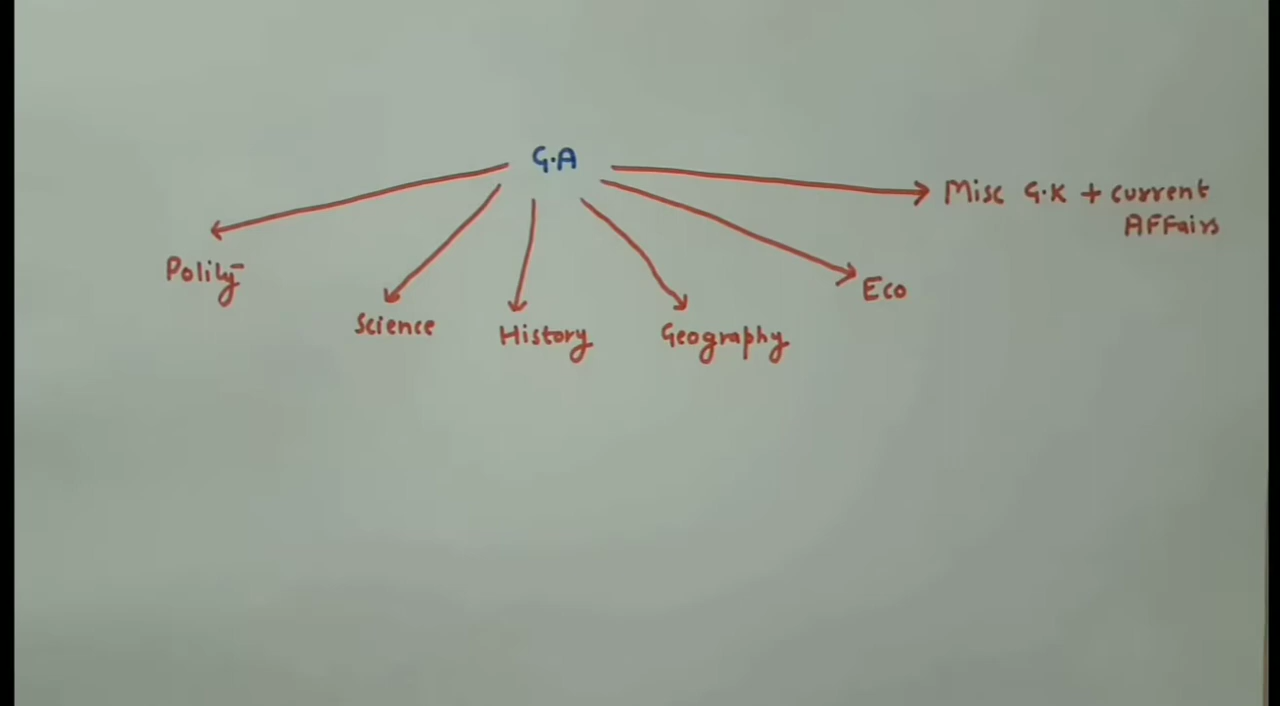 G.A
Misc G.K + current
AFFairs
Polity
Eco
Science
History
Geography